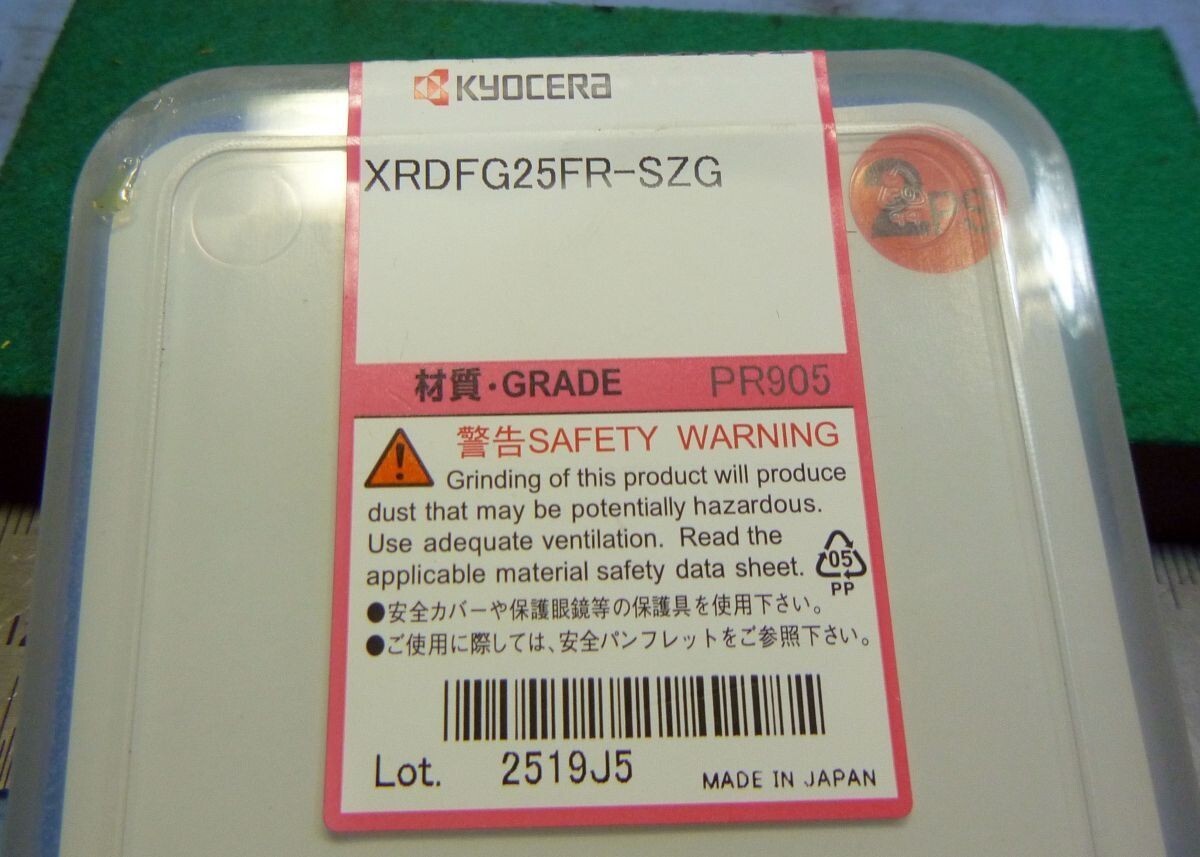 KYOCERA
XRDFG25FR-SZG
材質・GRADE PR905
警告SAFETY WARNING
Grinding of this product will produce
dust that may be potentially hazardous.
Use adequate ventilation. Read the
applicable material safety data sheet.
05
PP
●安全カバーや保護眼鏡等の保護具を使用下さい。
●ご使用に際しては、安全パンフレットをご参照下さい。
Lot. 2519J5
MADE IN JAPAN